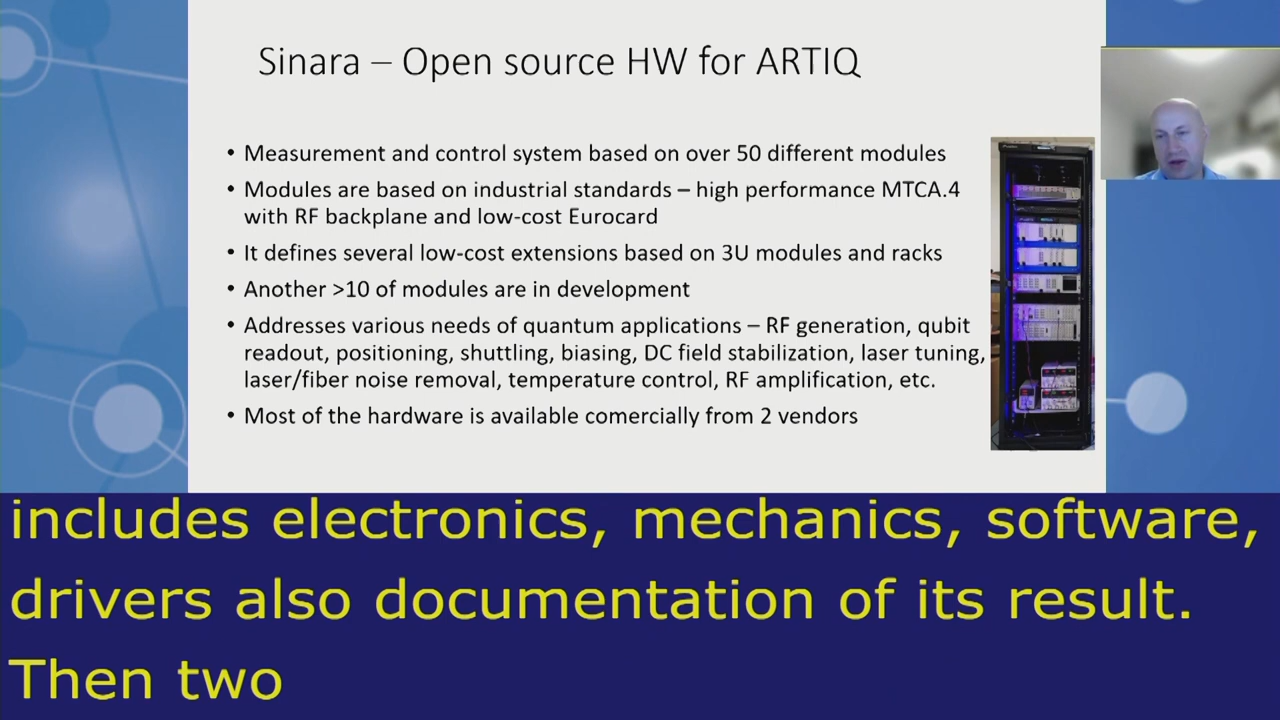 Sinara – Open source HW for ARTIQ
• Measurement and control system based on over 50 different modules
• Modules are based on industrial standards – high performance MTCA.4
with RF backplane and low-cost Eurocard
• It defines several low-cost extensions based on 3U modules and racks
• Another >10 of modules are in development
• Addresses various needs of quantum applications – RF generation, qubit
readout, positioning, shuttling, biasing, DC field stabilization, laser tuning,
laser/fiber noise removal, temperature control, RF amplification, etc.
• Most of the hardware is available comercially from 2 vendors
includes electronics, mechanics, software,
drivers also documentation of its result.
Then two